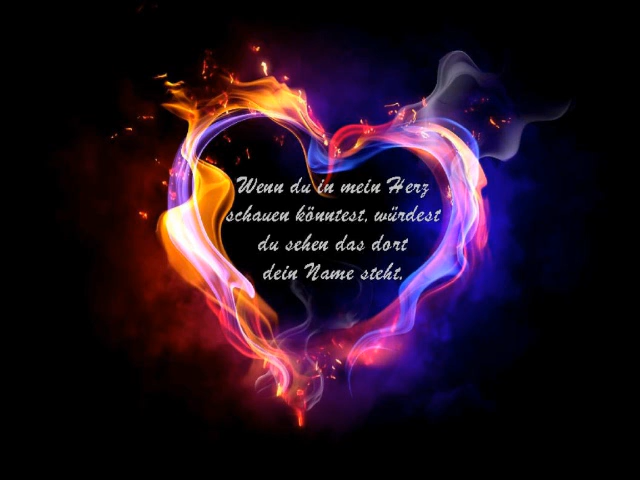 Wenn du in mein Herz
schauen könntest, würdest
du sehen das dort
dein Name steht.